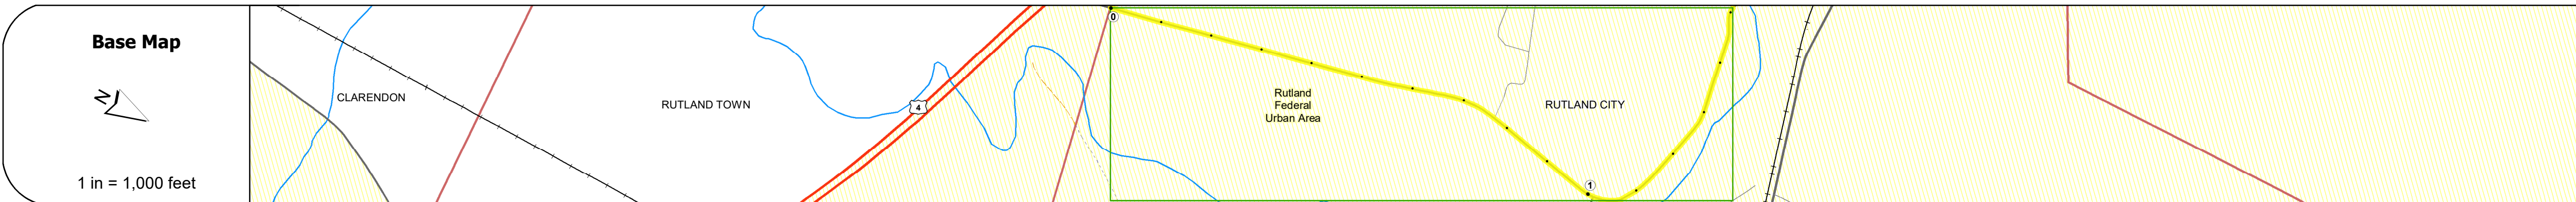 Base Map
N
1 in = 1,000 feet
CLARENDON
RUTLAND TOWN
4
0
Rutland
Federal
Urban Area
RUTLAND CITY
1